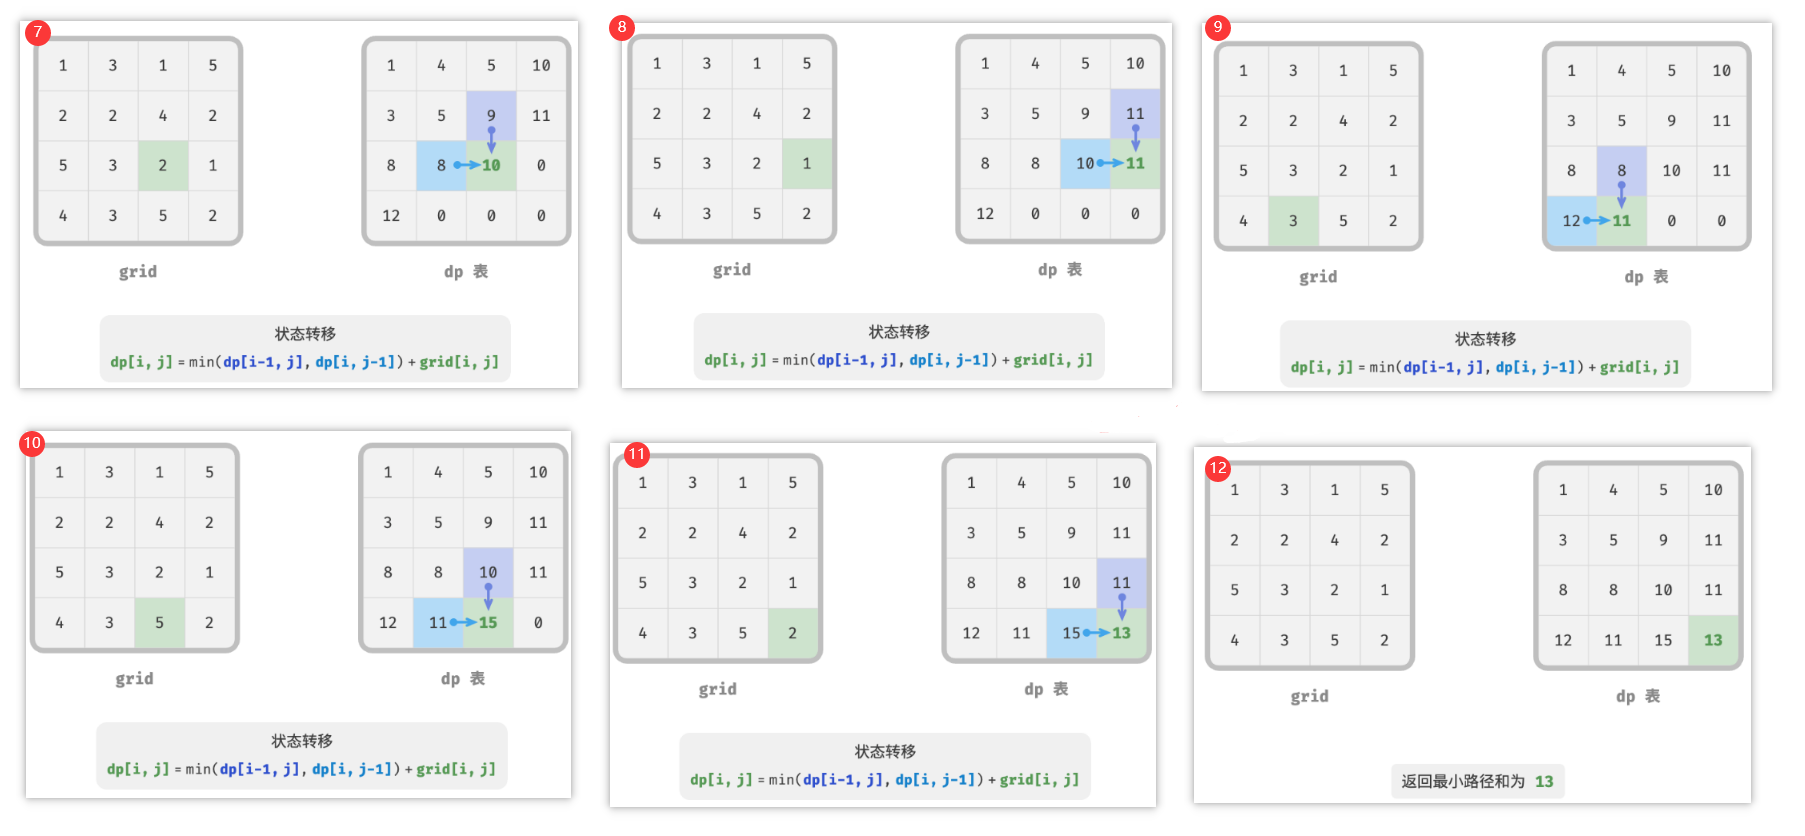 7
1 3 1 5
2 2 4 2
5 3 2 1
4 3 5 2
grid
1 4 5 10
3 5 9 11
8 8 10 0
12 0 0 0
dp 表
状态转移
dp[i, j] = min(dp[i-1, j], dp[i, j-1]) + grid[i, j]
8
1 3 1 5
2 2 4 2
5 3 2 1
4 3 5 2
grid
1 4 5 10
3 5 9 11
8 8 10 11
12 0 0 0
dp 表
状态转移
dp[i, j] = min(dp[i-1, j], dp[i, j-1]) + grid[i, j]
9
1 3 1 5
2 2 4 2
5 3 2 1
4 3 5 2
grid
1 4 5 10
3 5 9 11
8 8 10 11
12 11 0 0
dp 表
状态转移
dp[i, j] = min(dp[i-1, j], dp[i, j-1]) + grid[i, j]
10
1 3 1 5
2 2 4 2
5 3 2 1
4 3 5 2
grid
1 4 5 10
3 5 9 11
8 8 10 11
12 11 15 0
dp 表
状态转移
dp[i, j] = min(dp[i-1, j], dp[i, j-1]) + grid[i, j]
11
1 3 1 5
2 2 4 2
5 3 2 1
4 3 5 2
grid
1 4 5 10
3 5 9 11
8 8 10 11
12 11 15 13
dp 表
状态转移
dp[i, j] = min(dp[i-1, j], dp[i, j-1]) + grid[i, j]
12
1 3 1 5
2 2 4 2
5 3 2 1
4 3 5 2
grid
1 4 5 10
3 5 9 11
8 8 10 11
12 11 15 13
dp 表
返回最小路径和为 13